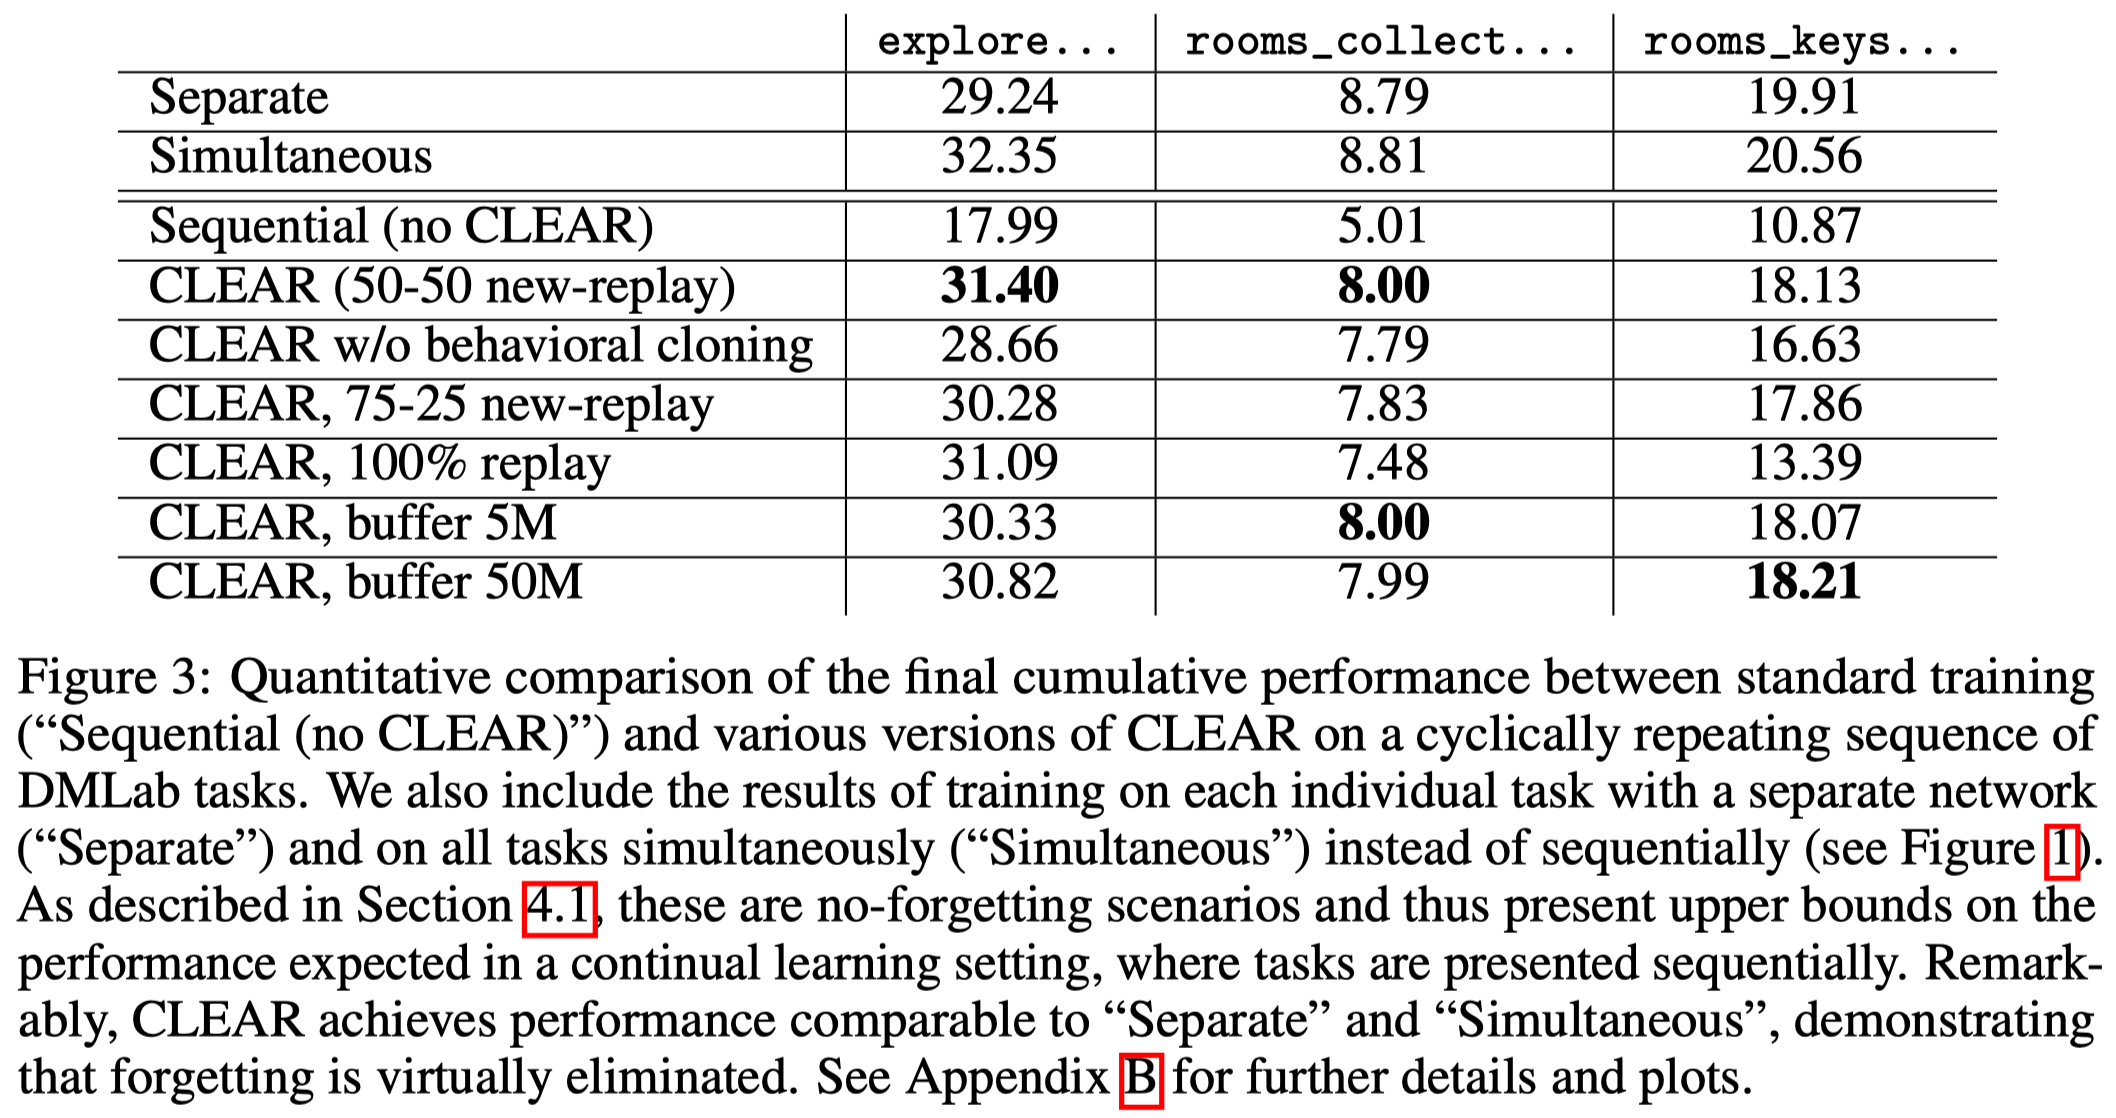 explore... rooms_collect... rooms_keys...
Separate 29.24 8.79 19.91
Simultaneous 32.35 8.81 20.56
Sequential (no CLEAR) 17.99 5.01 10.87
CLEAR (50-50 new-replay) 31.40 8.00 18.13
CLEAR w/o behavioral cloning 28.66 7.79 16.63
CLEAR, 75-25 new-replay 30.28 7.83 17.86
CLEAR, 100% replay 31.09 7.48 13.39
CLEAR, buffer 5M 30.33 8.00 18.07
CLEAR, buffer 50M 30.82 7.99 18.21
Figure 3: Quantitative comparison of the final cumulative performance between standard training
(“Sequential (no CLEAR)”) and various versions of CLEAR on a cyclically repeating sequence of
DMLab tasks. We also include the results of training on each individual task with a separate network
(“Separate”) and on all tasks simultaneously (“Simultaneous”) instead of sequentially (see Figure 1).
As described in Section 4.1, these are no-forgetting scenarios and thus present upper bounds on the
performance expected in a continual learning setting, where tasks are presented sequentially. Remark-
ably, CLEAR achieves performance comparable to “Separate” and “Simultaneous”, demonstrating
that forgetting is virtually eliminated. See Appendix B for further details and plots.